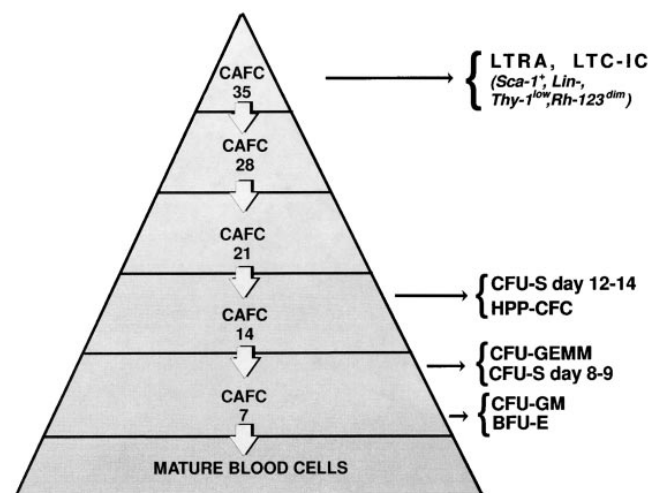 CAFC
35
CAFC
28
CAFC
21
CAFC
14
CAFC
7
MATURE BLOOD CELLS
LTRA, LTC-IC
(Sca-1⁺, Lin-,
Thy-1ˡᵒʷ,Rh-123ᵈⁱᵐ)
CFU-S day 12-14
HPP-CFC
CFU-GEMM
CFU-S day 8-9
CFU-GM
BFU-E